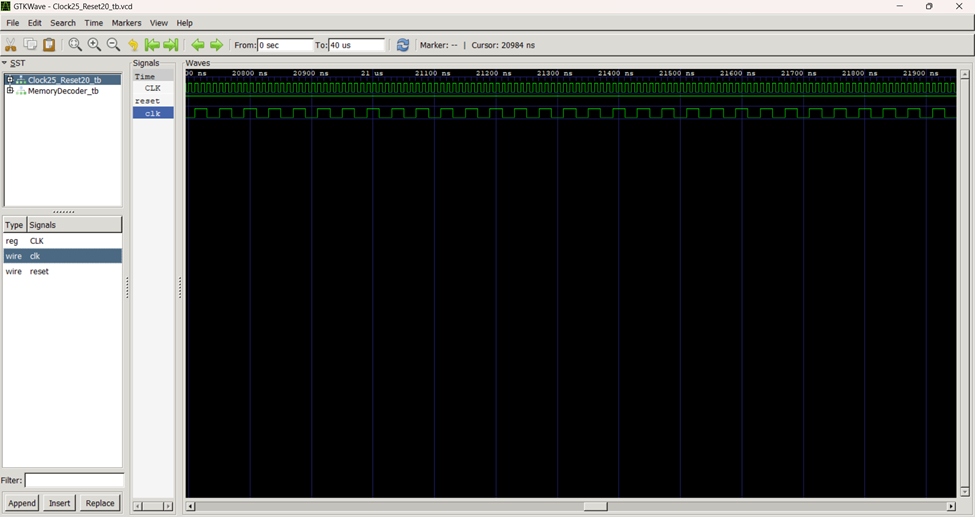 GTKWave - Clock25_Reset20_tb.vcd
File Edit Search Time Markers View Help
From: 0 sec To: 40 us Marker: -- | Cursor: 20984 ns
SST
Clock25_Reset20_tb
MemoryDecoder_tb
Type Signals
reg CLK
wire clk
wire reset
Filter:
Append Insert Replace
Signals
Time
CLK
reset
clk
Waves
00 ns 20800 ns 20900 ns 21 us 21100 ns 21200 ns 21300 ns 21400 ns 21500 ns 21600 ns 21700 ns 21800 ns 21900 ns